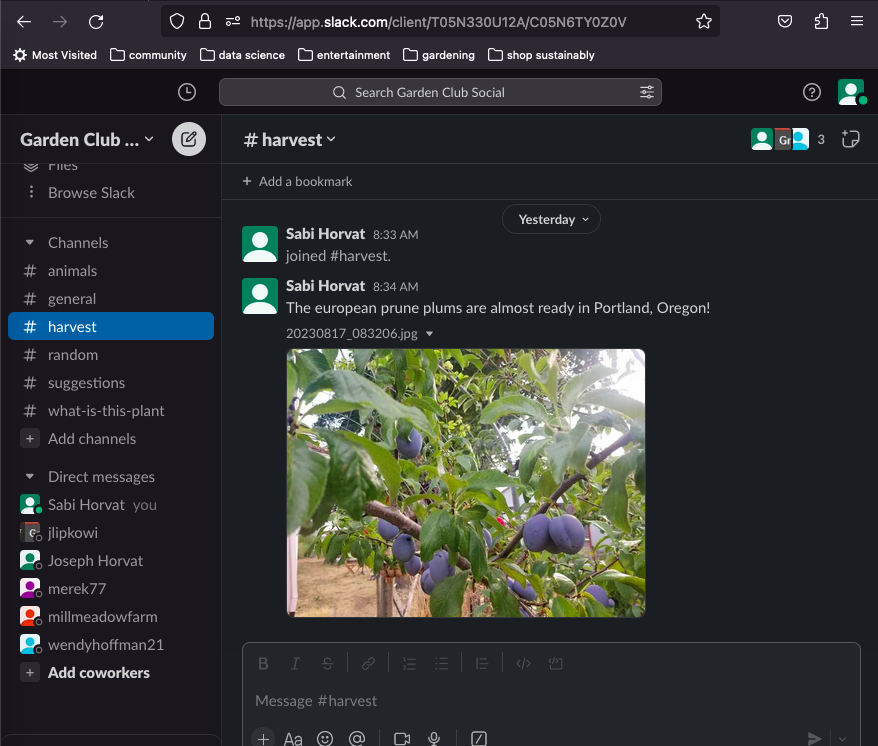 https://app.slack.com/client/T05N330U12A/C05N6TY0Z0V
Most Visited
community
data science
entertainment
gardening
shop sustainably
Search Garden Club Social
Garden Club ...
Files
Browse Slack
Channels
# animals
# general
# harvest
# random
# suggestions
# what-is-this-plant
+ Add channels
Direct messages
Sabi Horvat you
jlipkowi
Joseph Horvat
merek77
millmeadowfarm
wendyhoffman21
+ Add coworkers
# harvest
3
+ Add a bookmark
Yesterday
Sabi Horvat 8:33 AM
joined #harvest.
Sabi Horvat 8:34 AM
The european prune plums are almost ready in Portland, Oregon!
20230817_083206.jpg
B I S
Message #harvest
+ Aa @